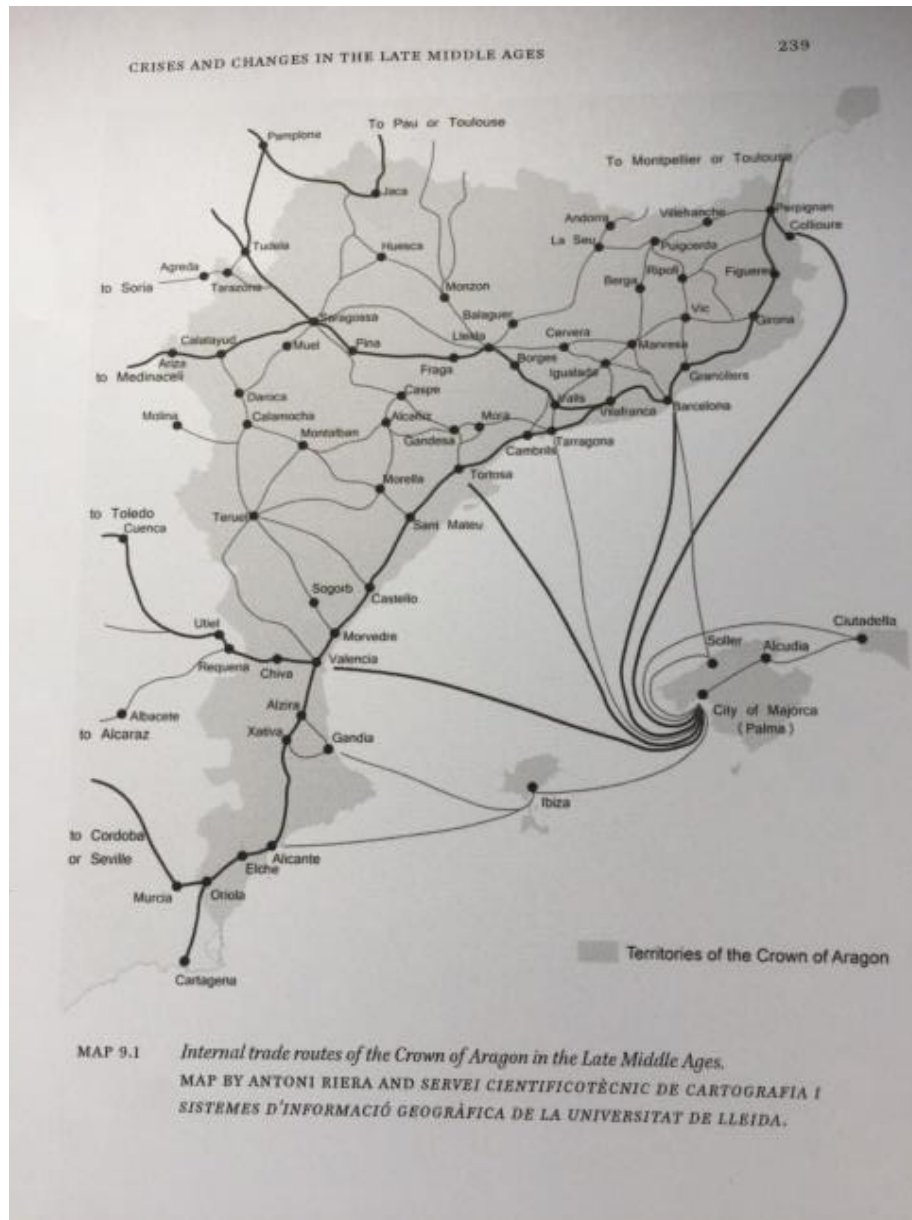 CRISES AND CHANGES IN THE LATE MIDDLE AGES
239
To Pau or Toulouse
Pamplona
To Montpellier or Toulouse
Jaca
Perpignan
Villefranche
Andorra
Collioure
La Seu
Puigcerda
Tudela
Huesca
Agreda
Ripoll
Figueres
Berga
to Soria
Tarazona
Monzon
Balaguer
Vic
Saragossa
Girona
Lleida
Cervera
Calatayud
Muel
Pina
Manresa
Ariza
Borges
Fraga
Igualada
Granollers
to Medinaceli
Caspe
Daroca
Valls
Vilafranca
Barcelona
Molina
Calamocha
Alcañiz
Mora
Montalban
Gandesa
Tarragona
Cambrils
Tortosa
Morella
to Toledo
Teruel
Sant Mateu
Cuenca
Sogorb
Castello
Ciutadella
Utiel
Morvedre
Soller
Alcudia
Requena
Chiva
Valencia
Alzira
City of Majorca
(Palma)
Albacete
Xativa
Gandia
to Alcaraz
Ibiza
to Cordoba
or Seville
Alicante
Elche
Murcia
Oriola
Cartagena
Territories of the Crown of Aragon
MAP 9.1 Internal trade routes of the Crown of Aragon in the Late Middle Ages.
MAP BY ANTONI RIERA AND SERVEI CIENTIFICOTÈCNIC DE CARTOGRAFIA I
SISTEMES D'INFORMACIÓ GEOGRÀFICA DE LA UNIVERSITAT DE LLEIDA.